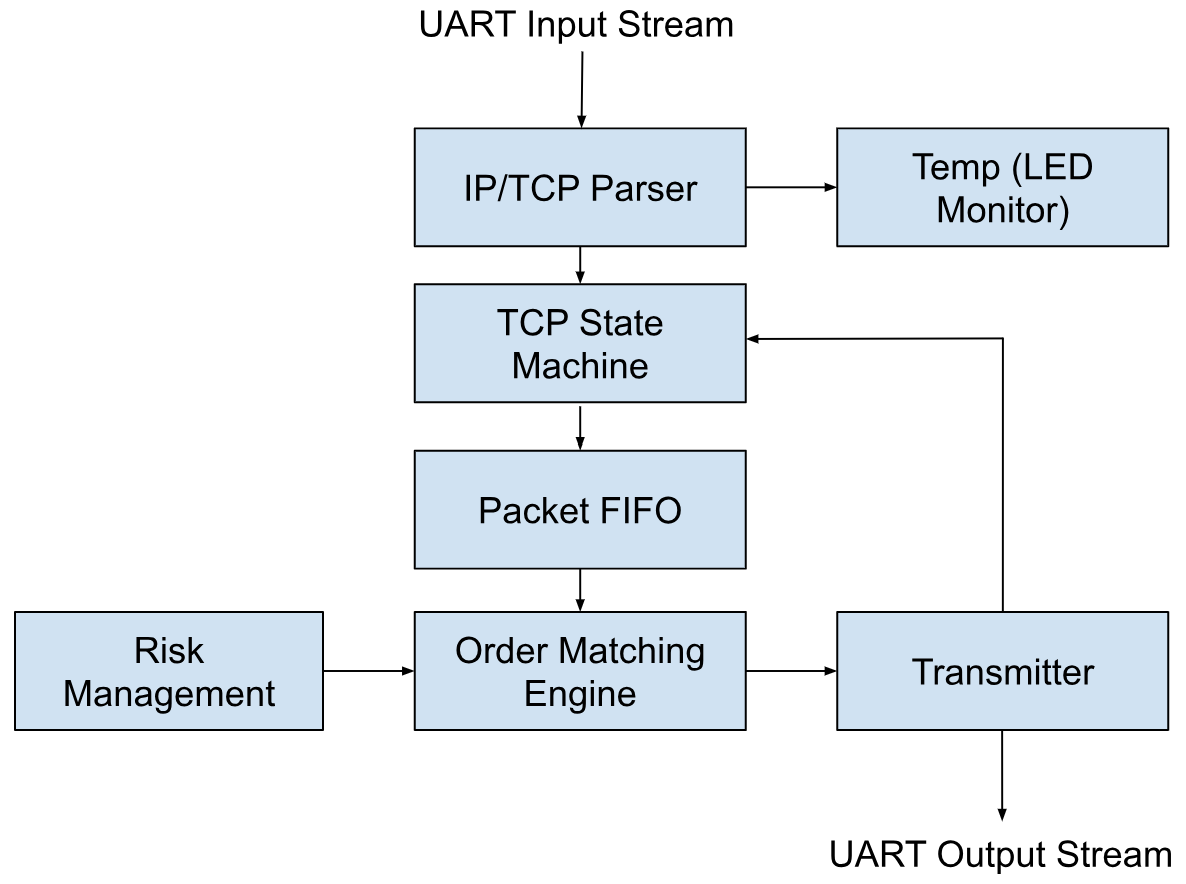 UART Input Stream
IP/TCP Parser
Temp (LED
Monitor)
TCP State
Machine
Packet FIFO
Risk
Management
Order Matching
Engine
Transmitter
UART Output Stream